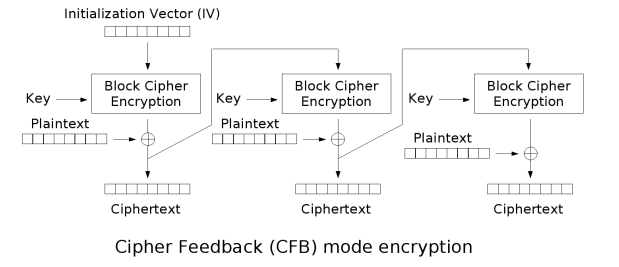 Initialization Vector (IV)
Block Cipher
Encryption
Key
Plaintext
Ciphertext
Block Cipher
Encryption
Key
Plaintext
Ciphertext
Block Cipher
Encryption
Key
Plaintext
Ciphertext
Cipher Feedback (CFB) mode encryption